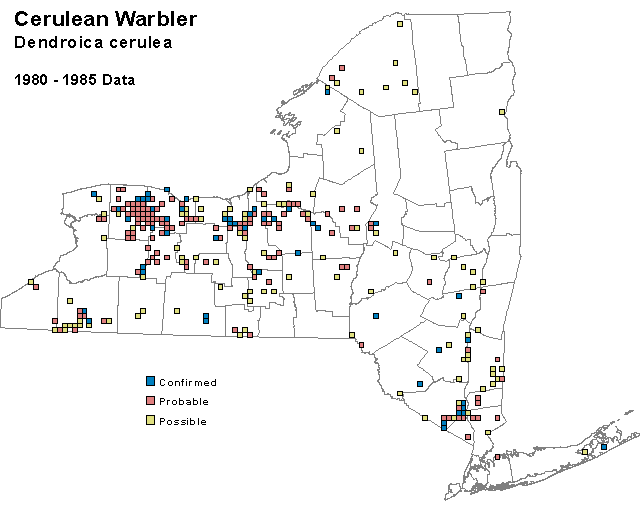 Cerulean Warbler
Dendroica cerulea
1980 - 1985 Data
Confirmed
Probable
Possible